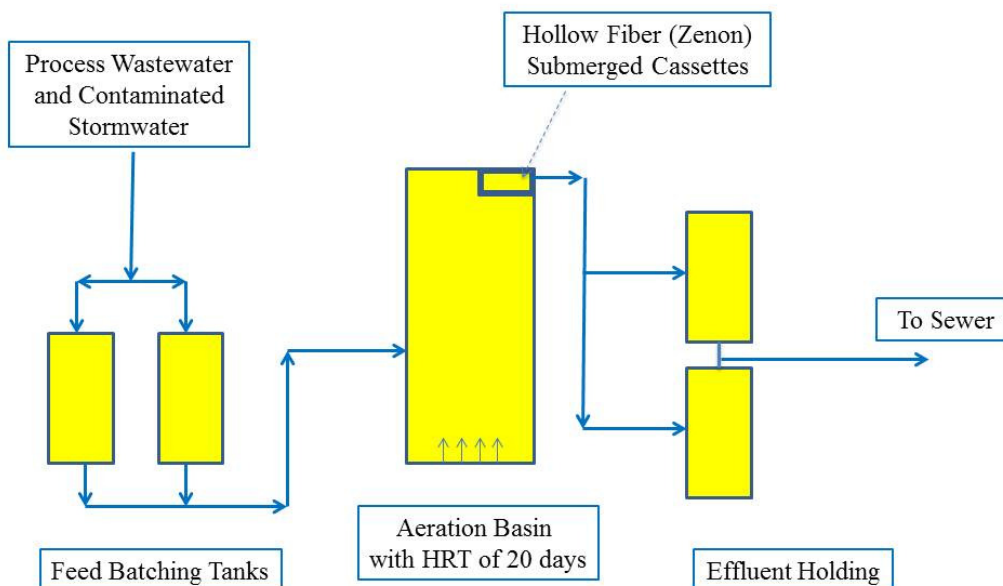 Process Wastewater
and Contaminated
Stormwater
Hollow Fiber (Zenon)
Submerged Cassettes
To Sewer
Feed Batching Tanks
Aeration Basin
with HRT of 20 days
Effluent Holding